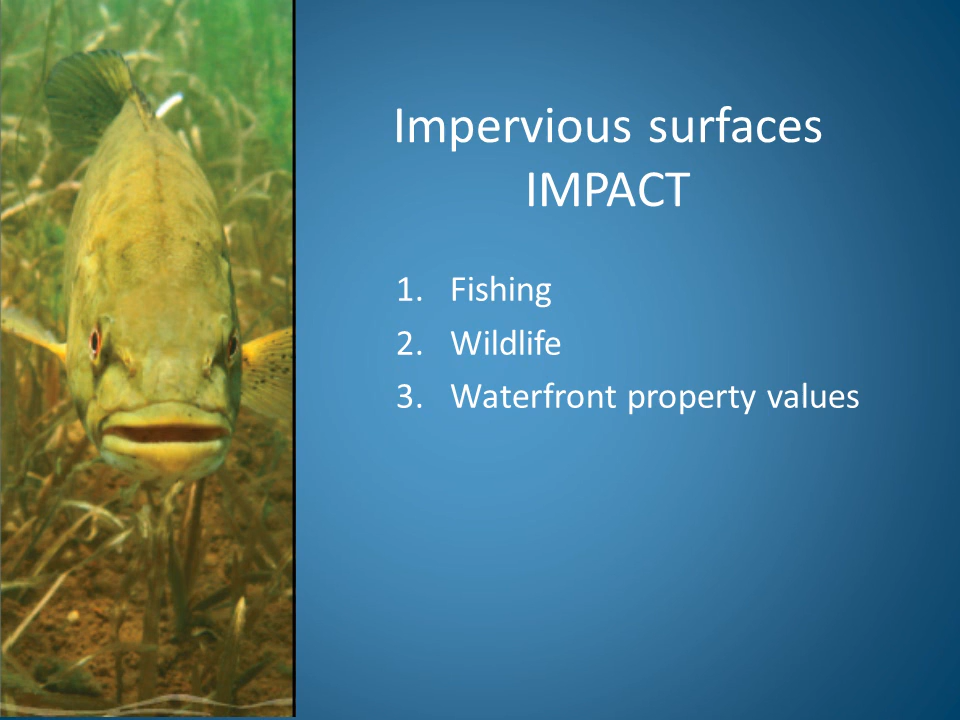 Impervious surfaces
IMPACT
1. Fishing
2. Wildlife
3. Waterfront property values